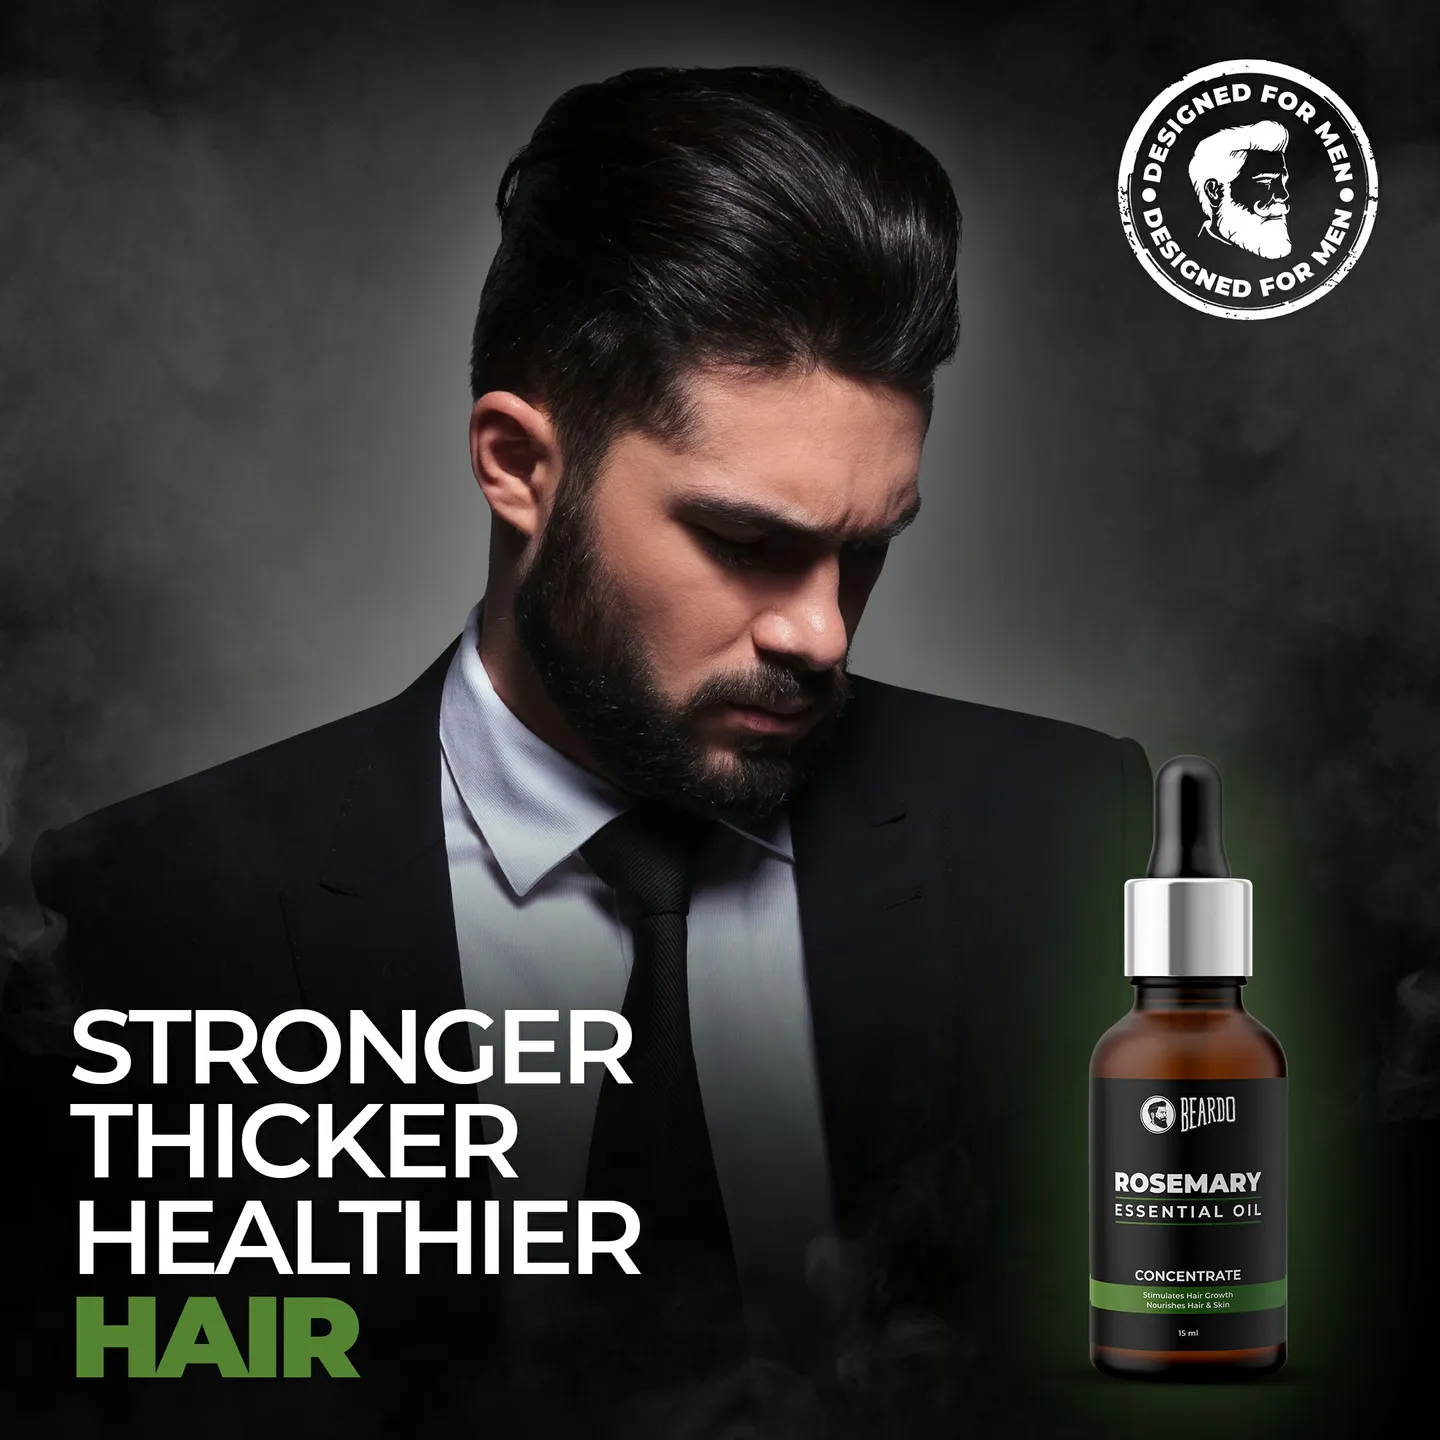 DESIGNED FOR MEN
DESIGNED FOR MEN
STRONGER
THICKER
HEALTHIER
HAIR
BEARDO
ROSEMARY
ESSENTIAL OIL
CONCENTRATE
Stimulates Hair Growth
Nourishes Hair & Skin
15 ml